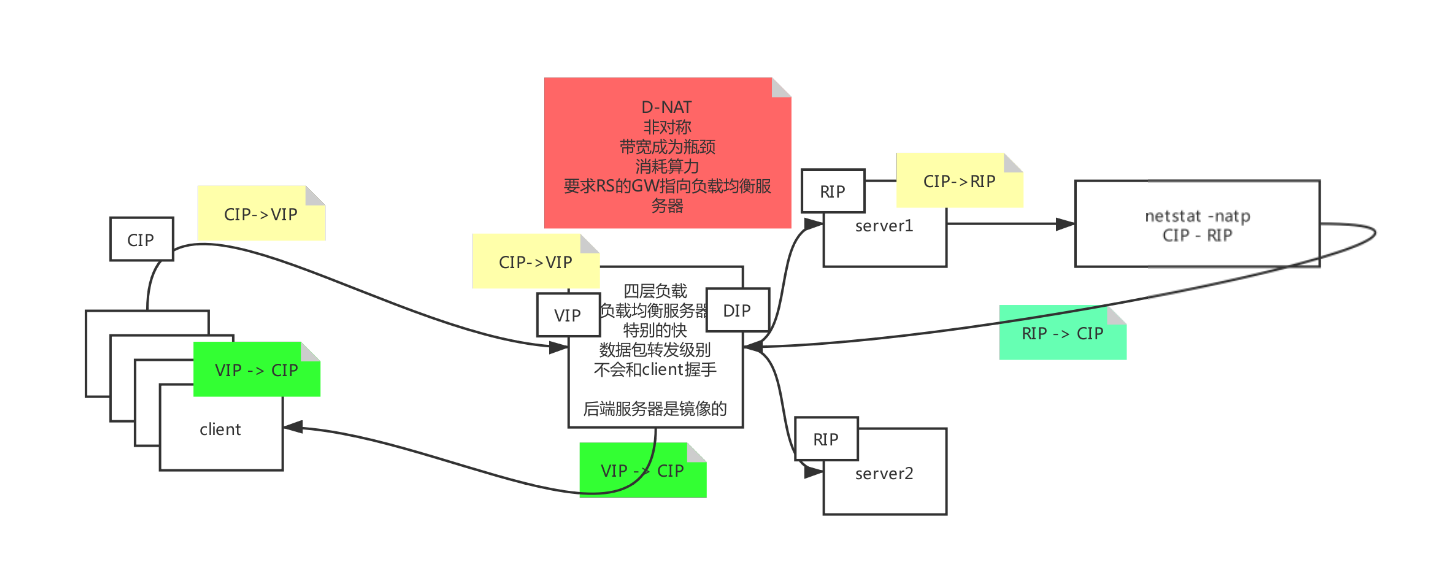 D-NAT
非对称
带宽成为瓶颈
消耗算力
要求RS的GW指向负载均衡服
务器
CIP->VIP
CIP
CIP->VIP
VIP
四层负载
负载均衡服务器
特别的快
数据包转发级别
不会和client握手
后端服务器是镜像的
DIP
RIP
CIP->RIP
server1
netstat -natp
CIP - RIP
RIP -> CIP
VIP -> CIP
client
VIP -> CIP
RIP
server2